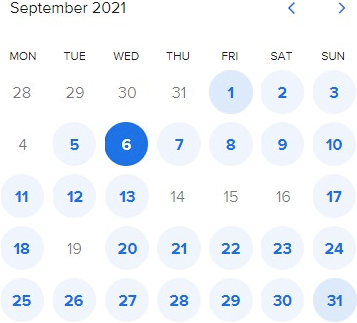 September 2021
MON TUE WED THU FRI SAT SUN
28 29 30 31 1 2 3
4 5 6 7 8 9 10
11 12 13 14 15 16 17
18 19 20 21 22 23 24
25 26 27 28 29 30 31